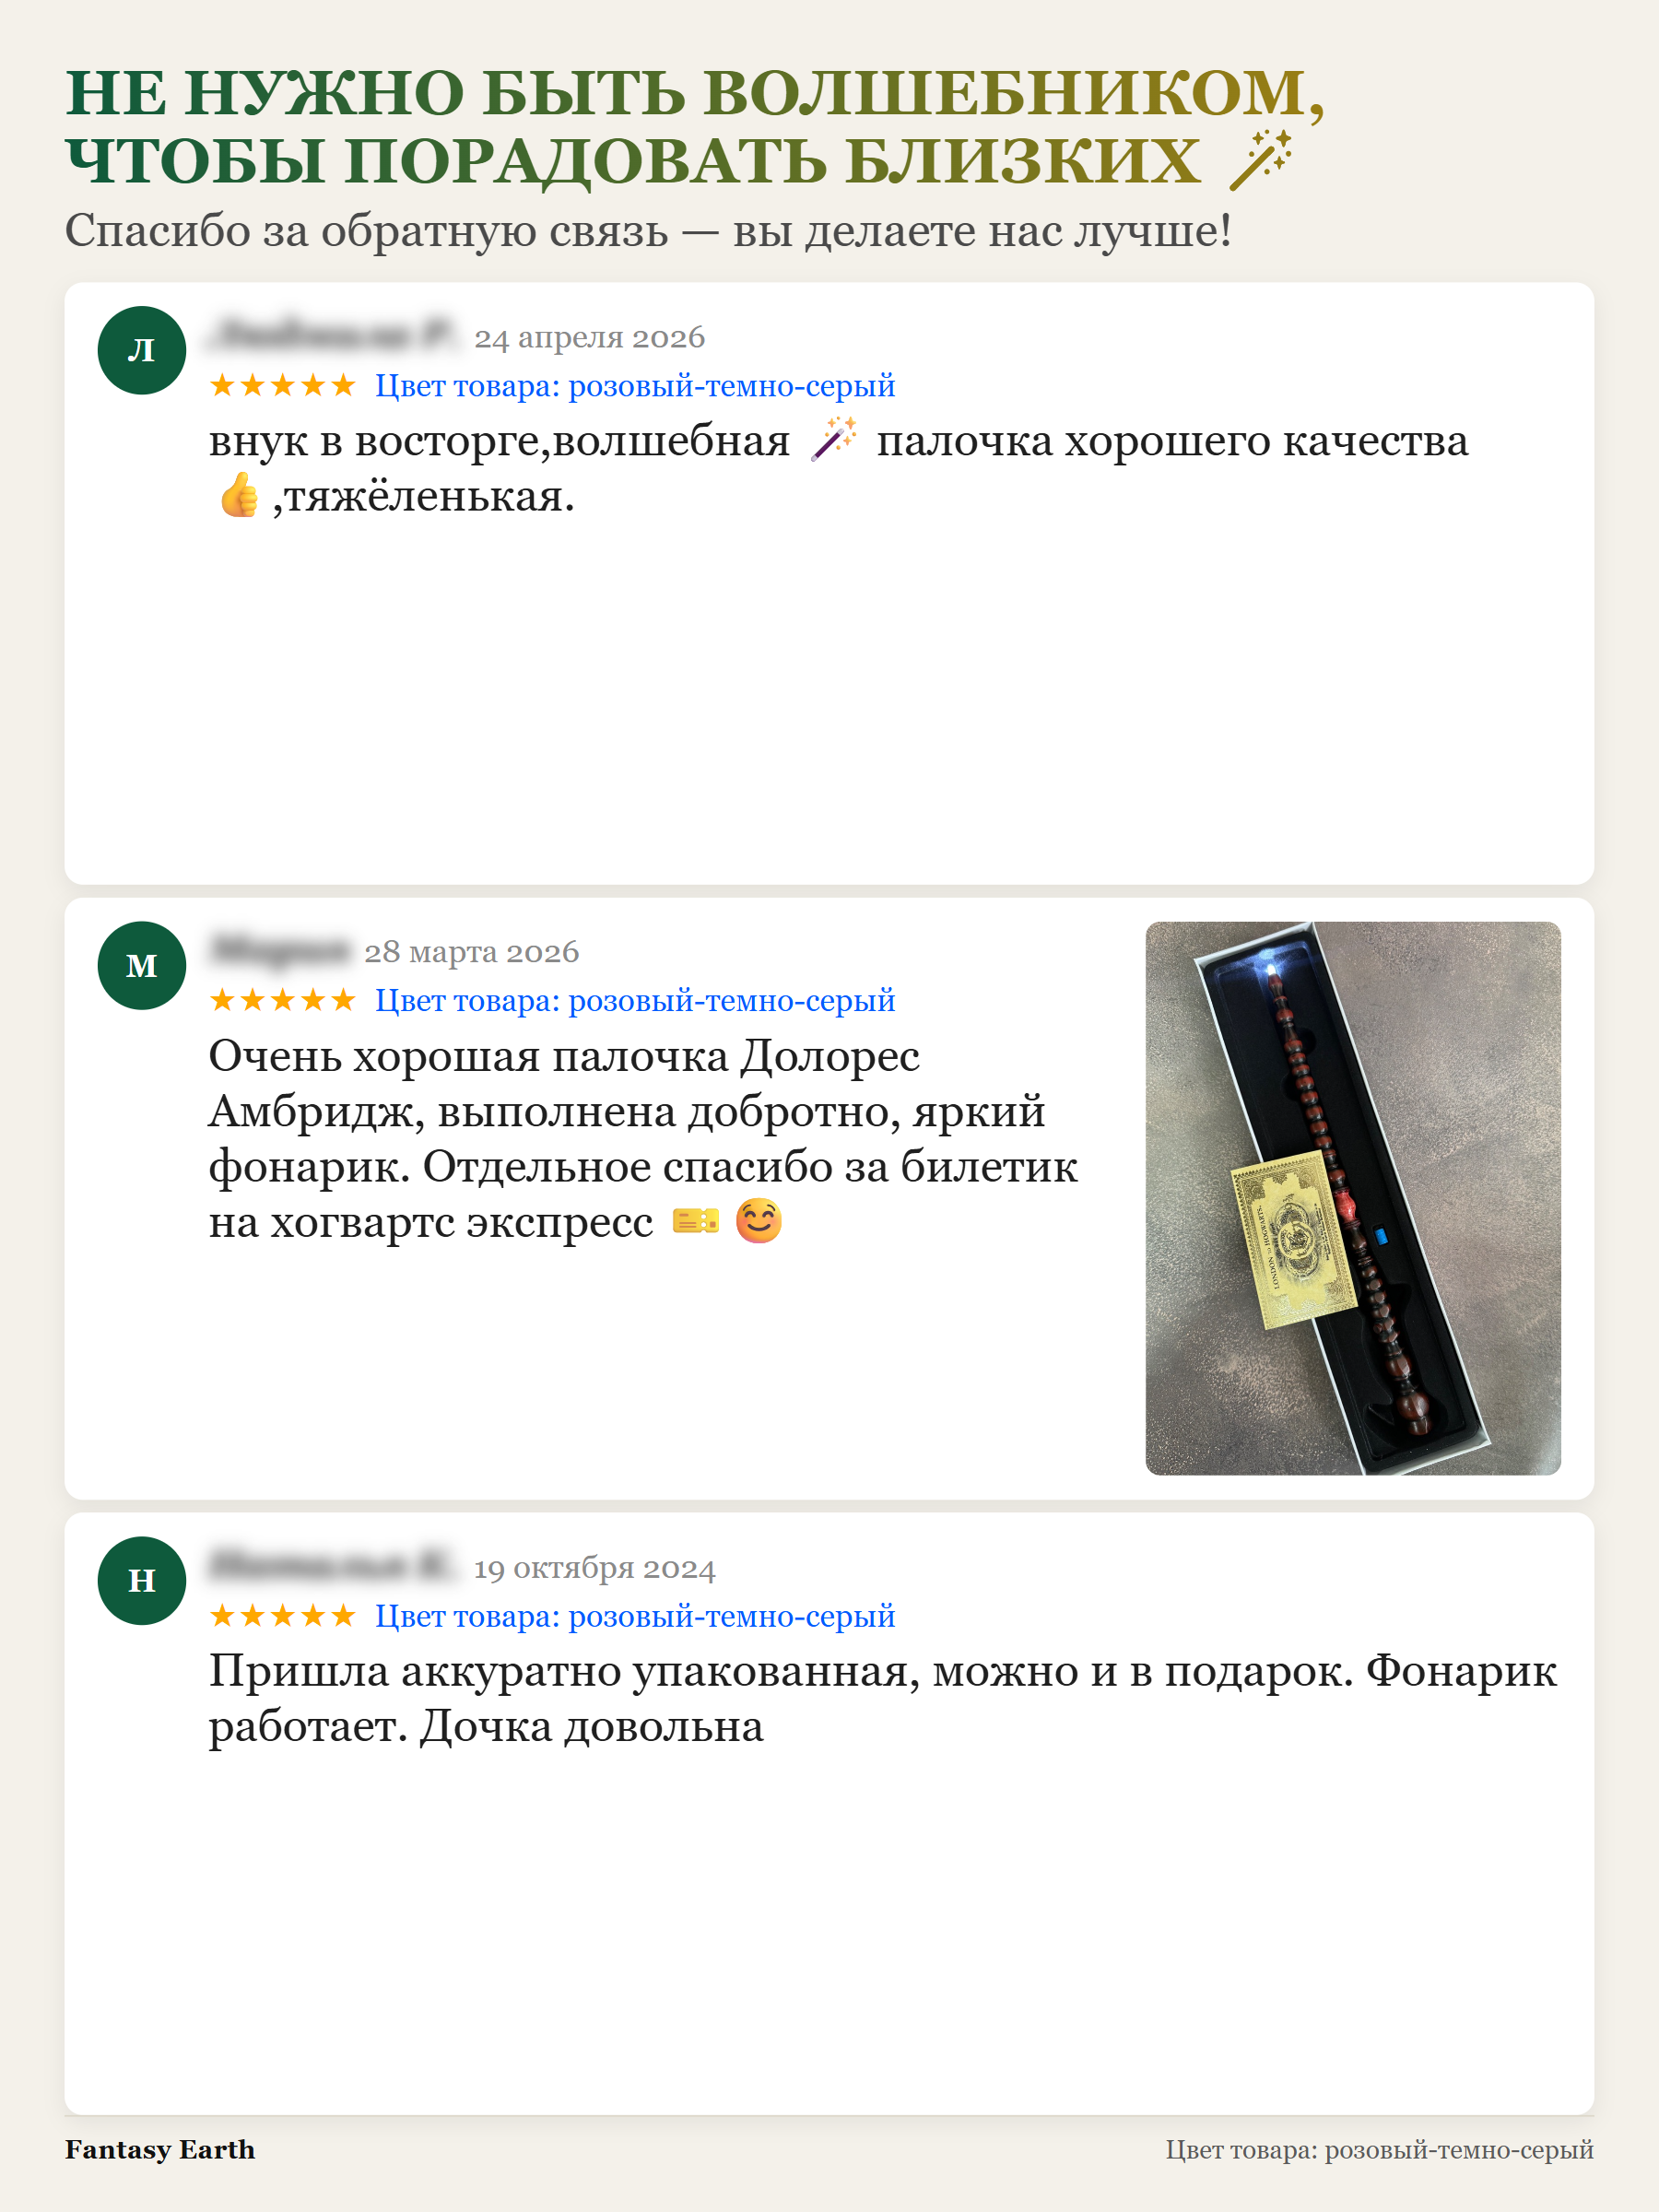 НЕ НУЖНО БЫТЬ ВОЛШЕБНИКОМ,
ЧТОБЫ ПОРАДОВАТЬ БЛИЗКИХ
Спасибо за обратную связь — вы делаете нас лучше!
Л
24 апреля 2026
★★★★★ Цвет товара: розовый-темно-серый
внук в восторге,волшебная 🪄 палочка хорошего качества
👍 ,тяжёленькая.
М
28 марта 2026
★★★★★ Цвет товара: розовый-темно-серый
Очень хорошая палочка Долорес
Амбридж, выполнена добротно, яркий
фонарик. Отдельное спасибо за билетик
на хогвартс экспресс 🎫 😊
LONDON TO HOGWARTS.
Н
19 октября 2024
★★★★★ Цвет товара: розовый-темно-серый
Пришла аккуратно упакованная, можно и в подарок. Фонарик
работает. Дочка довольна
Fantasy Earth
Цвет товара: розовый-темно-серый